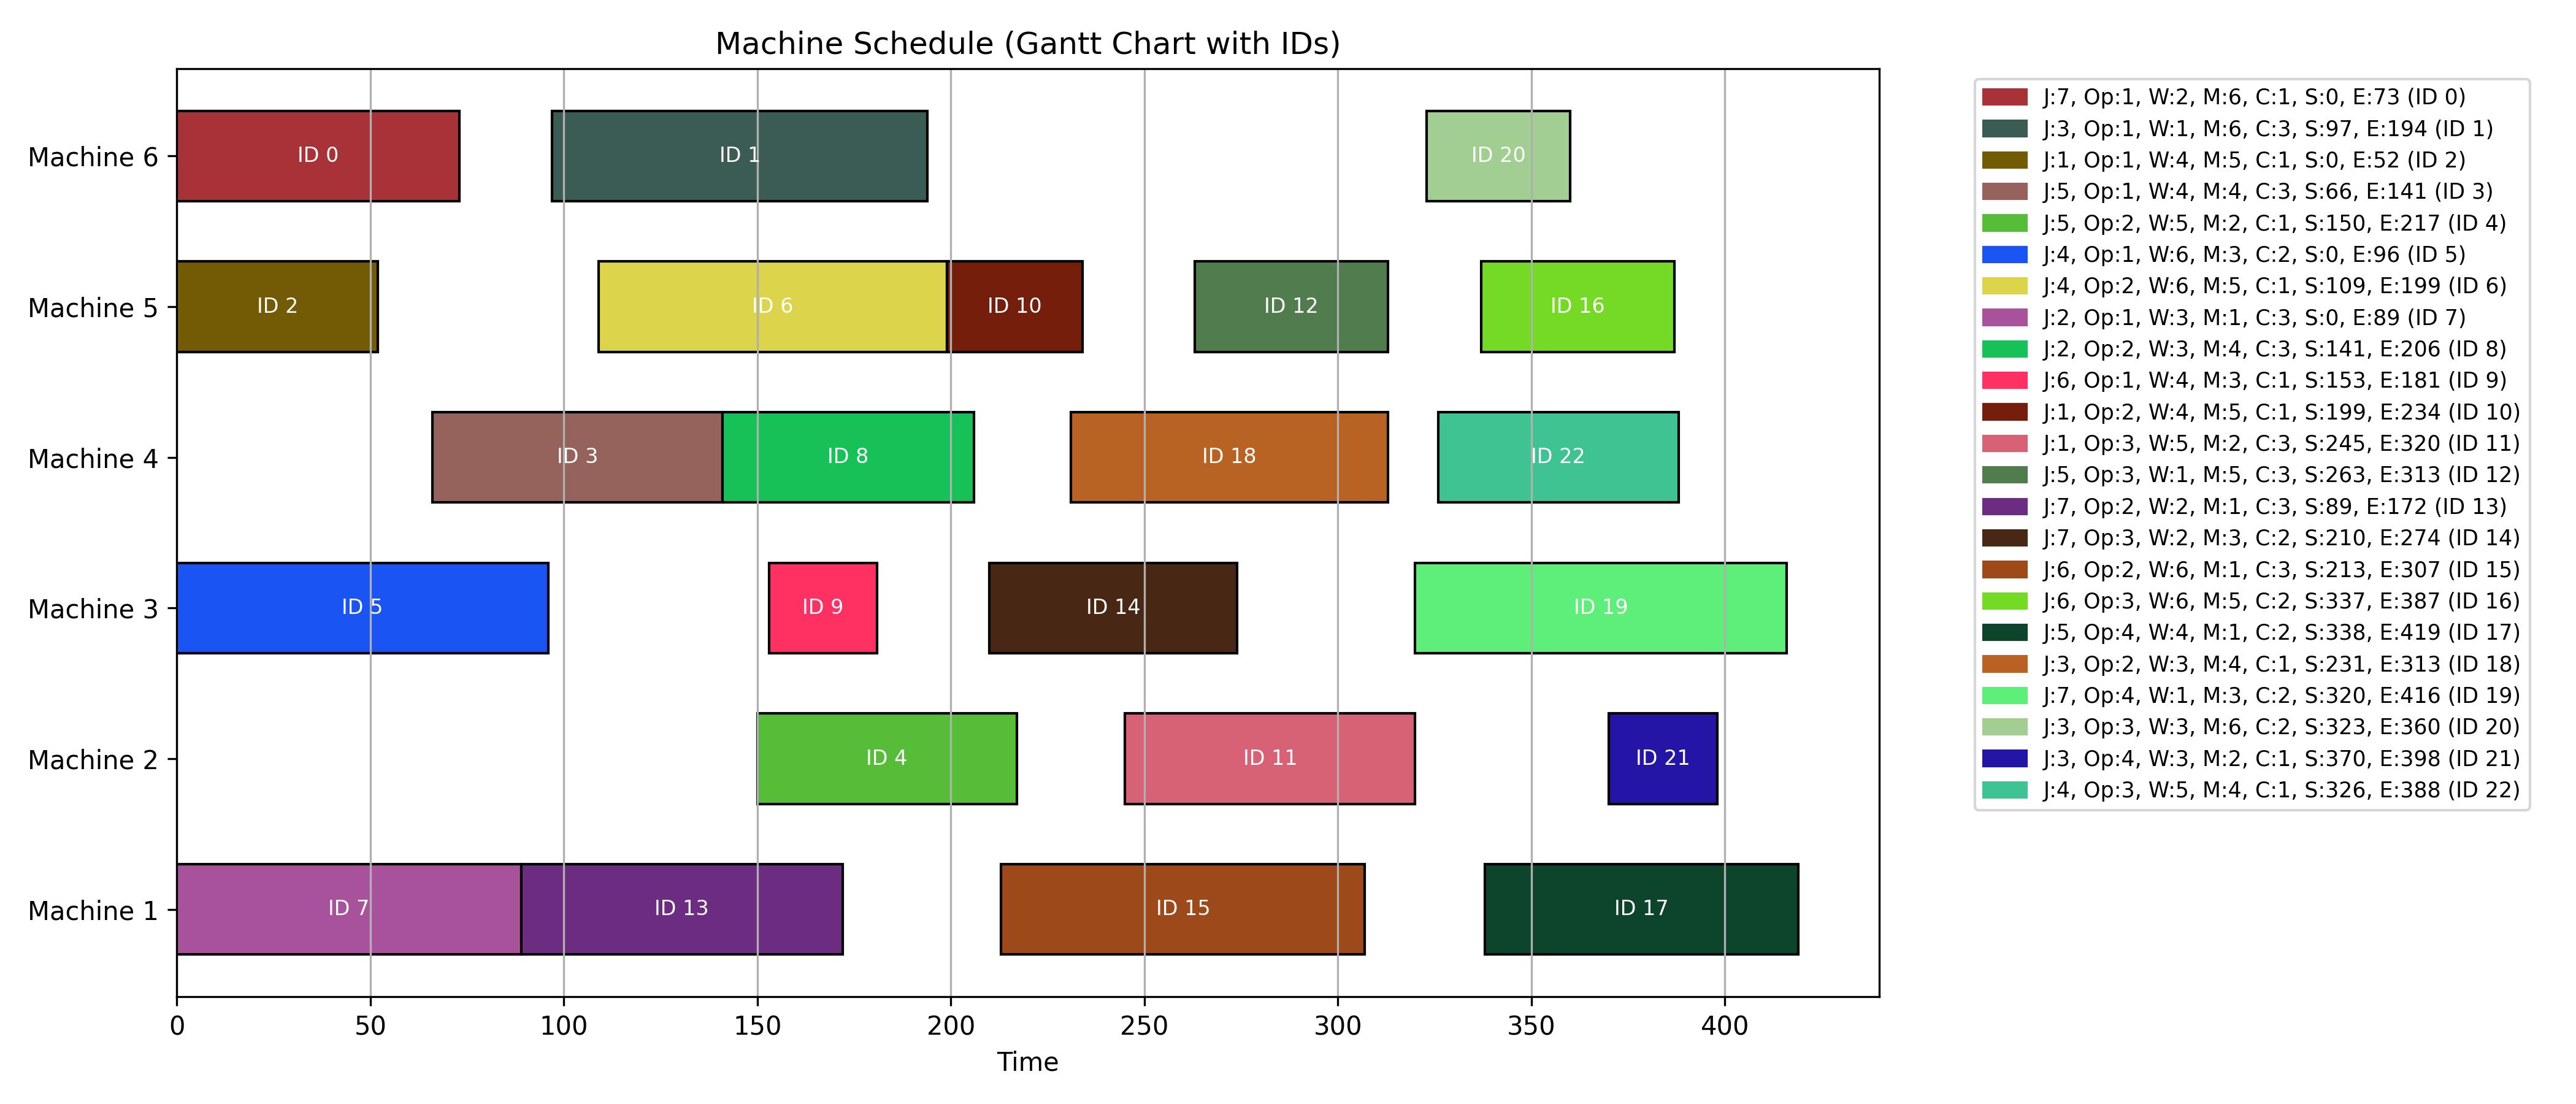 Machine Schedule (Gantt Chart with IDs)
Machine 6
ID 0
ID 1
ID 20
Machine 5
ID 2
ID 6
ID 10
ID 12
ID 16
Machine 4
ID 3
ID 8
ID 18
ID 22
Machine 3
ID 5
ID 9
ID 14
ID 19
Machine 2
ID 4
ID 11
ID 21
Machine 1
ID 7
ID 13
ID 15
ID 17
0 50 100 150 200 250 300 350 400
Time
J:7, Op:1, W:2, M:6, C:1, S:0, E:73 (ID 0)
J:3, Op:1, W:1, M:6, C:3, S:97, E:194 (ID 1)
J:1, Op:1, W:4, M:5, C:1, S:0, E:52 (ID 2)
J:5, Op:1, W:4, M:4, C:3, S:66, E:141 (ID 3)
J:5, Op:2, W:5, M:2, C:1, S:150, E:217 (ID 4)
J:4, Op:1, W:6, M:3, C:2, S:0, E:96 (ID 5)
J:4, Op:2, W:6, M:5, C:1, S:109, E:199 (ID 6)
J:2, Op:1, W:3, M:1, C:3, S:0, E:89 (ID 7)
J:2, Op:2, W:3, M:4, C:3, S:141, E:206 (ID 8)
J:6, Op:1, W:4, M:3, C:1, S:153, E:181 (ID 9)
J:1, Op:2, W:4, M:5, C:1, S:199, E:234 (ID 10)
J:1, Op:3, W:5, M:2, C:3, S:245, E:320 (ID 11)
J:5, Op:3, W:1, M:5, C:3, S:263, E:313 (ID 12)
J:7, Op:2, W:2, M:1, C:3, S:89, E:172 (ID 13)
J:7, Op:3, W:2, M:3, C:2, S:210, E:274 (ID 14)
J:6, Op:2, W:6, M:1, C:3, S:213, E:307 (ID 15)
J:6, Op:3, W:6, M:5, C:2, S:337, E:387 (ID 16)
J:5, Op:4, W:4, M:1, C:2, S:338, E:419 (ID 17)
J:3, Op:2, W:3, M:4, C:1, S:231, E:313 (ID 18)
J:7, Op:4, W:1, M:3, C:2, S:320, E:416 (ID 19)
J:3, Op:3, W:3, M:6, C:2, S:323, E:360 (ID 20)
J:3, Op:4, W:3, M:2, C:1, S:370, E:398 (ID 21)
J:4, Op:3, W:5, M:4, C:1, S:326, E:388 (ID 22)